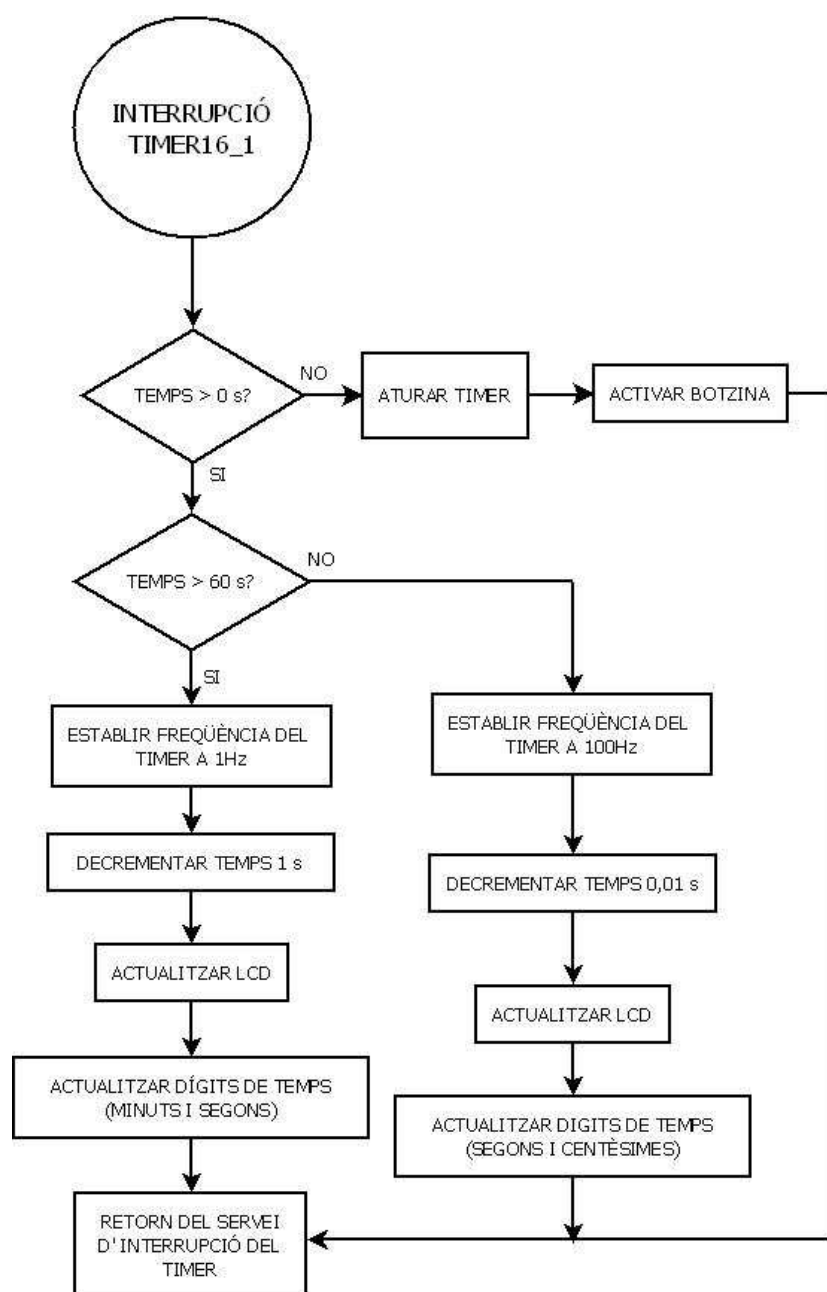 INTERRUPCIÓ
TIMER16_1
TEMPS > 0 s?
NO
ATURAR TIMER
ACTIVAR BOTZINA
SI
TEMPS > 60 s?
NO
SI
ESTABLIR FREQÜÈNCIA DEL
TIMER A 1Hz
ESTABLIR FREQÜÈNCIA DEL
TIMER A 100Hz
DECREMENTAR TEMPS 1 s
DECREMENTAR TEMPS 0,01 s
ACTUALITZAR LCD
ACTUALITZAR LCD
ACTUALITZAR DÍGITS DE TEMPS
(MINUTS I SEGONS)
ACTUALITZAR DIGITS DE TEMPS
(SEGONS I CENTÈSIMES)
RETORN DEL SERVEI
D'INTERRUPCIÓ DEL
TIMER